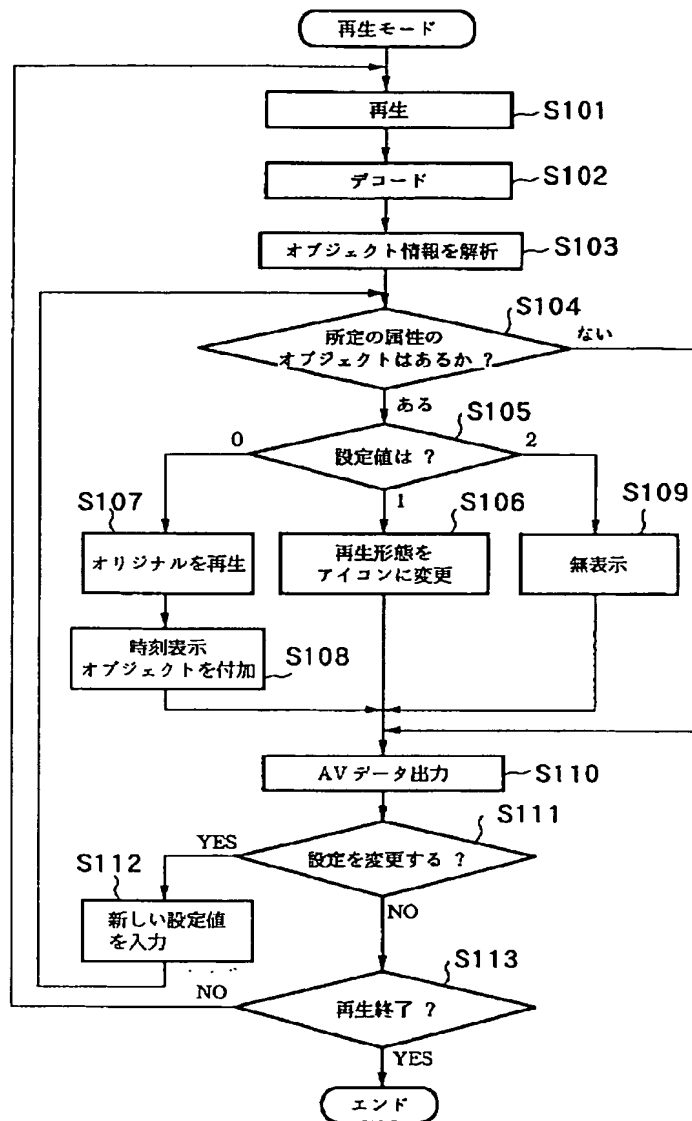 再生モード
再生
S101
デコード
S102
オブジェクト情報を解析
S103
S104
所定の属性の
オブジェクトはあるか ?
ない
ある
S105
0
設定値は ?
2
1
S107
S106
S109
オリジナルを再生
再生形態を
アイコンに変更
無表示
時刻表示
オブジェクトを付加
S108
AVデータ出力
S110
S111
YES
設定を変更する ?
S112
新しい設定値
を入力
NO
S113
NO
再生終了 ?
YES
エンド